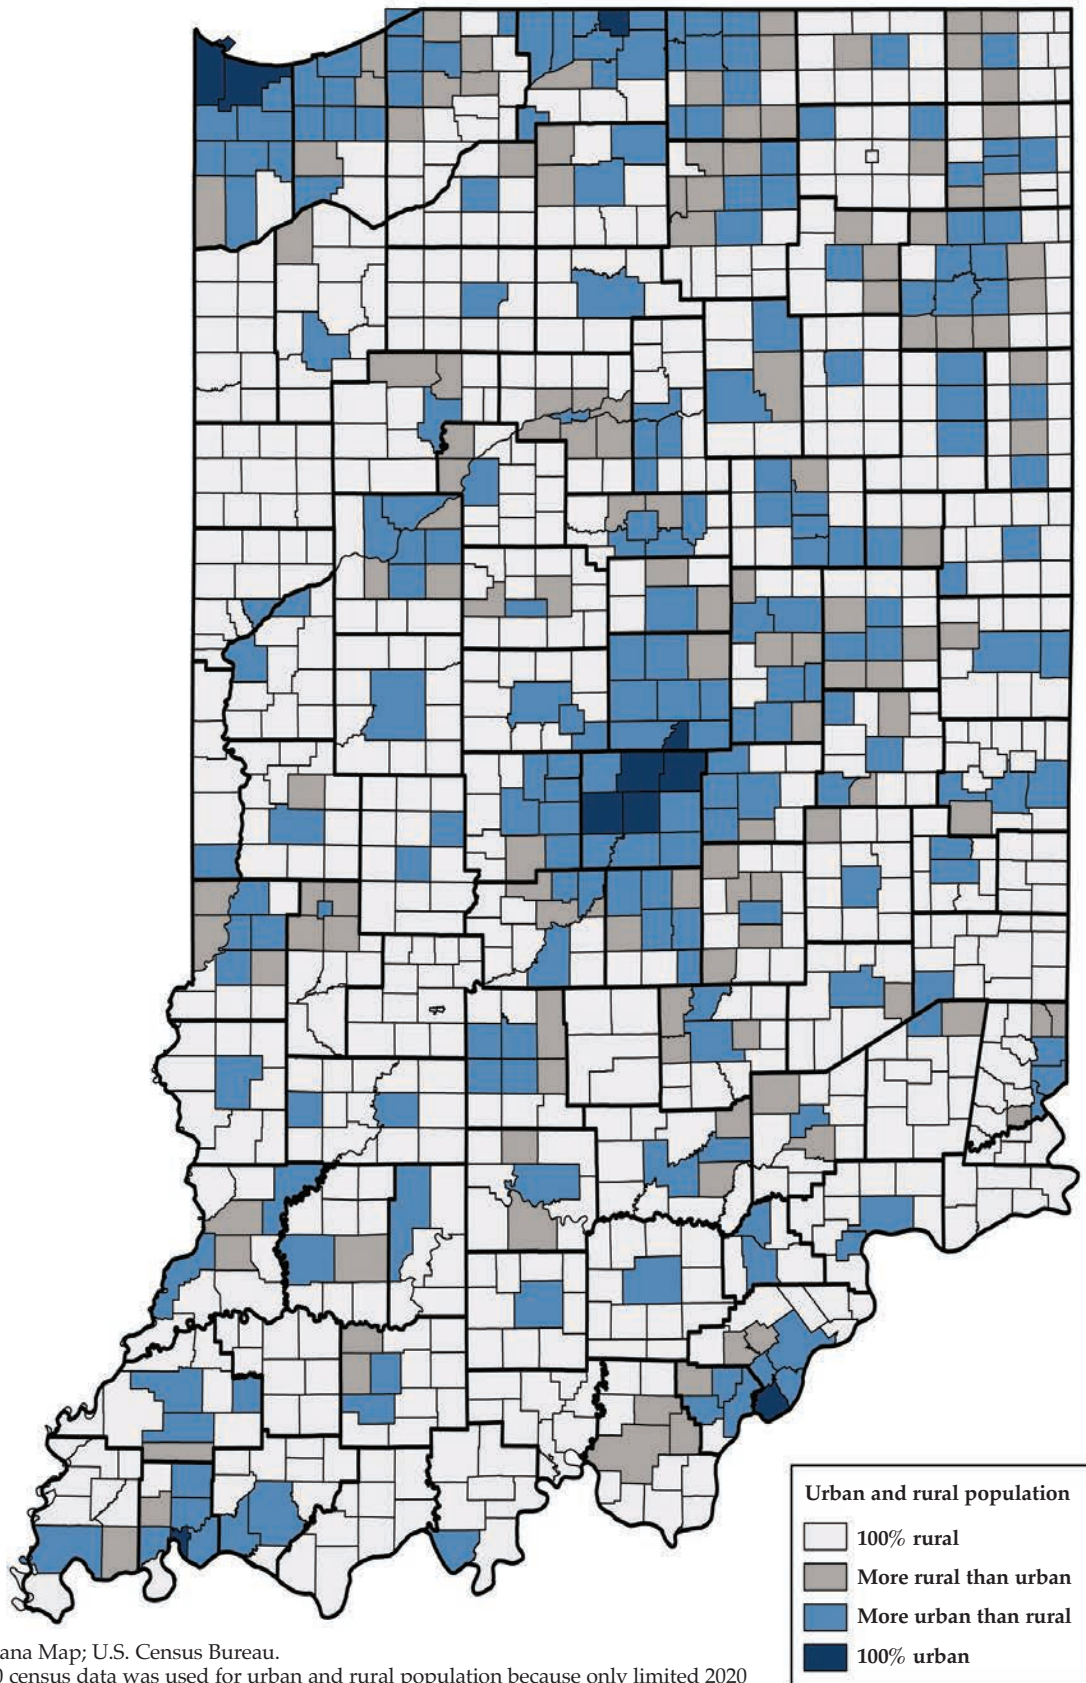 Urban and rural population
100% rural
More rural than urban
More urban than rural
100% urban
ana Map; U.S. Census Bureau.
0 census data was used for urban and rural population because only limited 2020